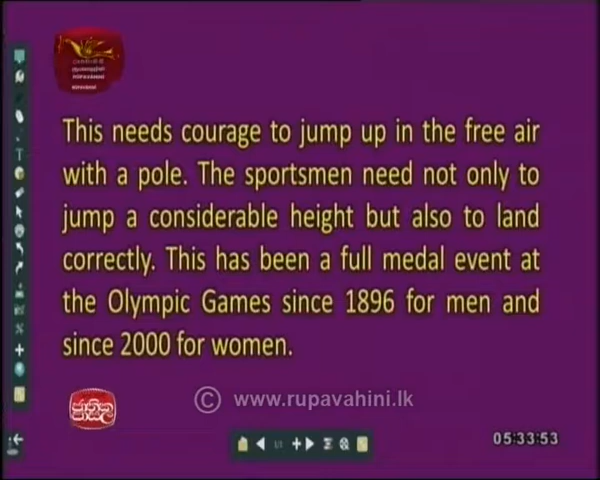 This needs courage to jump up in the free air
with a pole. The sportsmen need not only to
jump a considerable height but also to land
correctly. This has been a full medal event at
the Olympic Games since 1896 for men and
since 2000 for women.
© www.rupavahini.lk
05:33:53